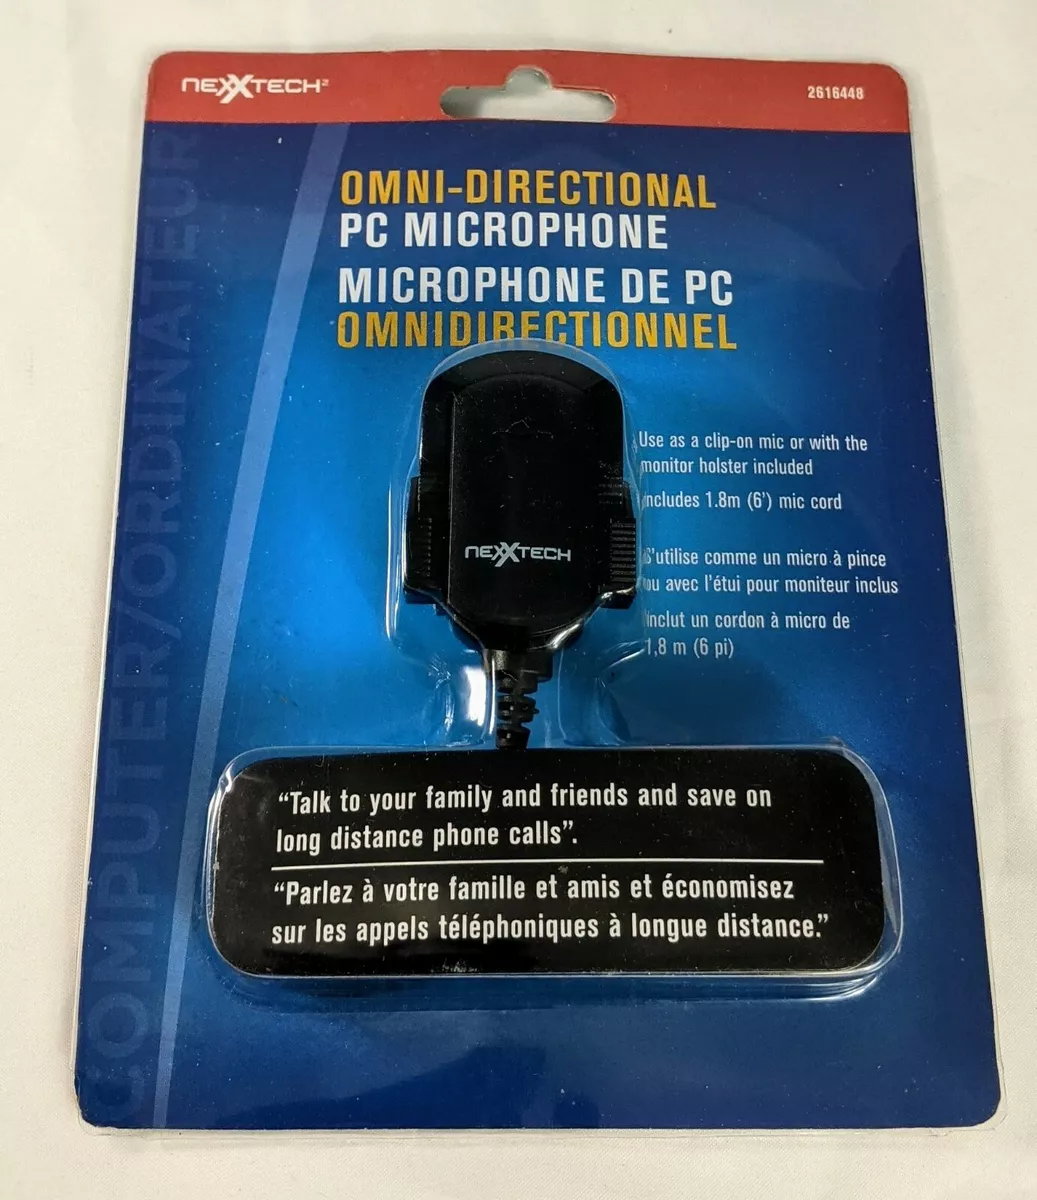 NEXXTECH²
2616448
OMNI-DIRECTIONAL
PC MICROPHONE
MICROPHONE DE PC
OMNIDIRECTIONNEL
COMPUTER/ORDINATEUR
Use as a clip-on mic or with the
monitor holster included
Includes 1.8m (6') mic cord
S'utilise comme un micro à pince
ou avec l'étui pour moniteur inclus
Inclut un cordon à micro de
1,8 m (6 pi)
NEXXTECH
“Talk to your family and friends and save on
long distance phone calls”.
“Parlez à votre famille et amis et économisez
sur les appels téléphoniques à longue distance.”